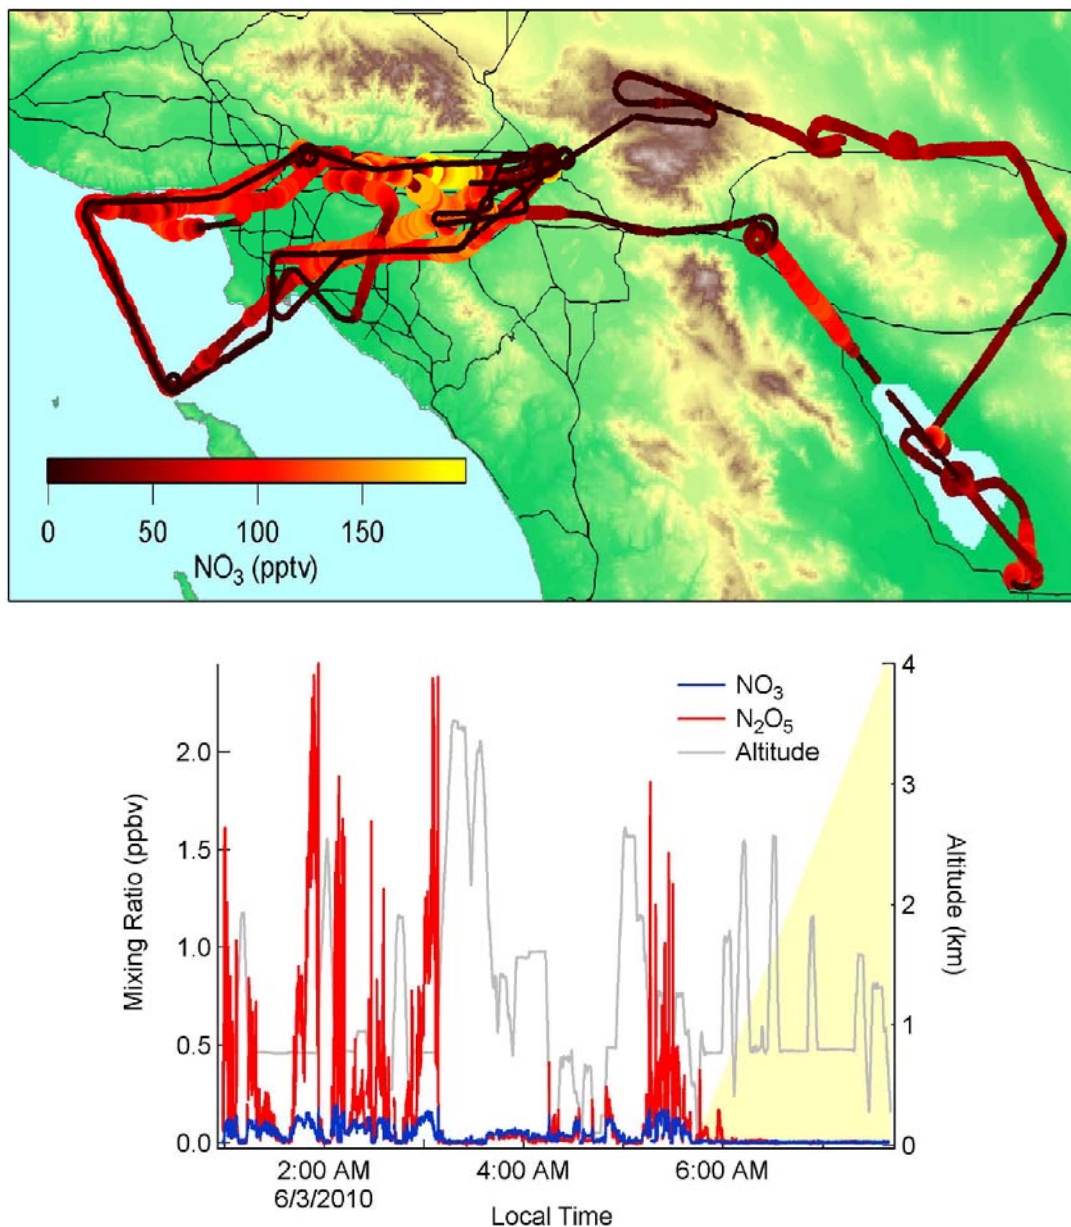 0 50 100 150
NO₃ (pptv)
NO₃
N₂O₅
Altitude
2.0
1.5
1.0
0.5
0.0
Mixing Ratio (ppbv)
4
3
2
1
0
Altitude (km)
2:00 AM 4:00 AM 6:00 AM
6/3/2010
Local Time